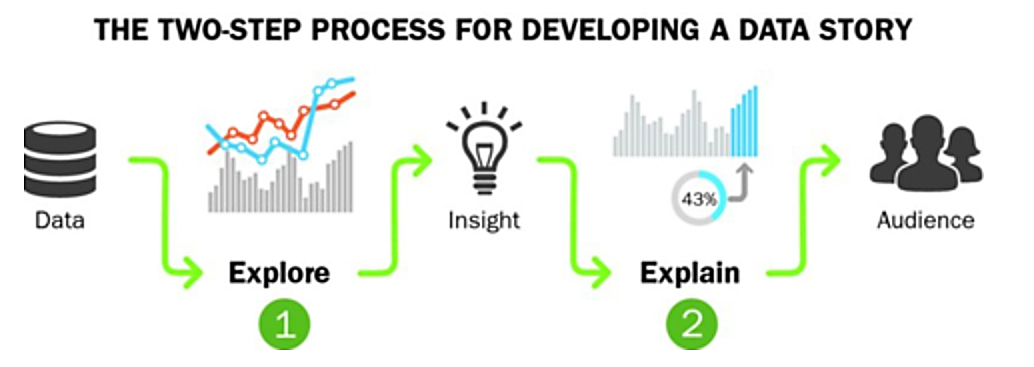 THE TWO-STEP PROCESS FOR DEVELOPING A DATA STORY
43%
Data
Insight
Audience
Explore
Explain
1
2